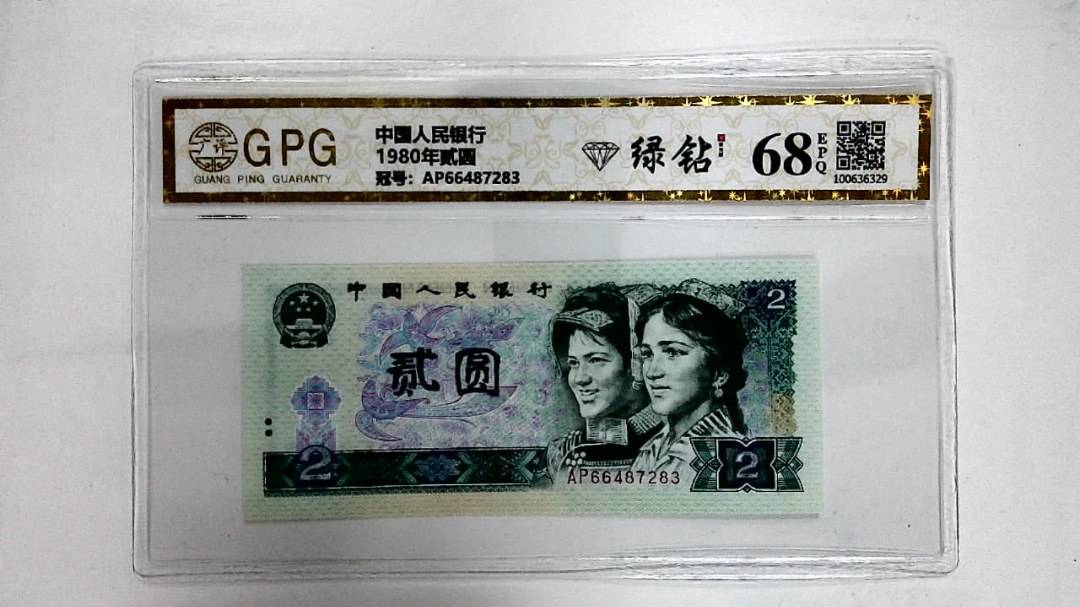 GPG
GUANG PING GUARANTY
中國人民银行
1980年贰圆
冠号：AP66487283
绿钻
68
EPQ
100636329
中国人民银行
贰圆
2
2
AP66487283
2